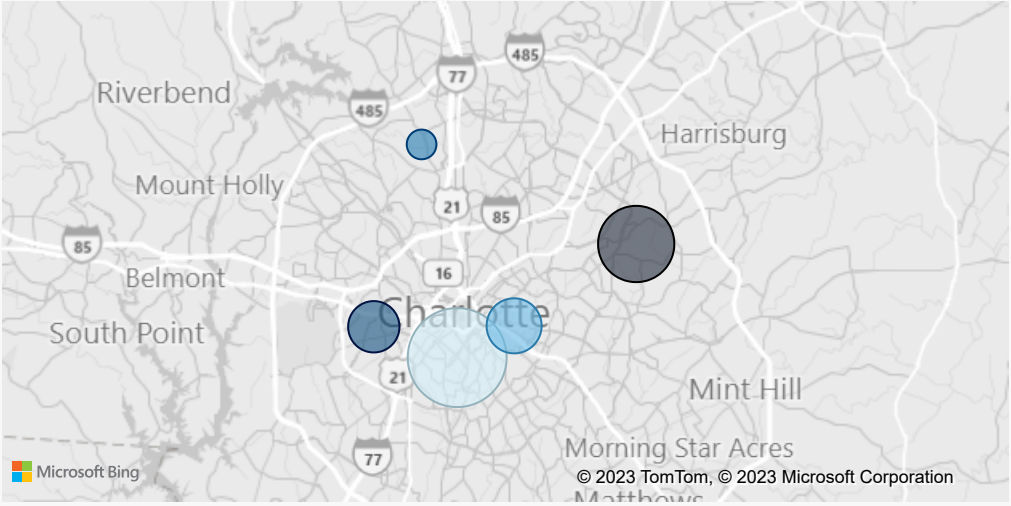 485
77
Riverbend
485
Harrisburg
Mount Holly
21
85
85
16
Belmont
Charlotte
South Point
21
Mint Hill
Morning Star Acres
77
Microsoft Bing
© 2023 TomTom, © 2023 Microsoft Corporation
Matthews